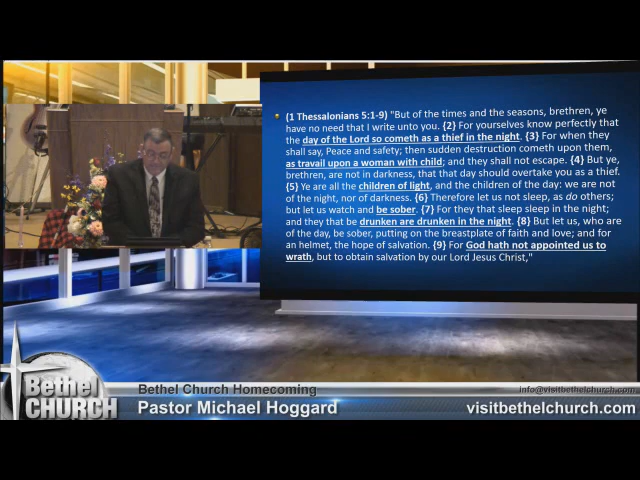 (1 Thessalonians 5:1-9) "But of the times and the seasons, brethren, ye
have no need that I write unto you. {2} For yourselves know perfectly that
the day of the Lord so cometh as a thief in the night. {3} For when they
shall say, Peace and safety; then sudden destruction cometh upon them,
as travail upon a woman with child; and they shall not escape. {4} But ye,
brethren, are not in darkness, that that day should overtake you as a thief.
{5} Ye are all the children of light, and the children of the day: we are not
of the night, nor of darkness. {6} Therefore let us not sleep, as do others;
but let us watch and be sober. {7} For they that sleep sleep in the night;
and they that be drunken are drunken in the night. {8} But let us, who are
of the day, be sober, putting on the breastplate of faith and love; and for
an helmet, the hope of salvation. {9} For God hath not appointed us to
wrath, but to obtain salvation by our Lord Jesus Christ,"
Bethel
CHURCH
Bethel Church Homecoming
info@visitbethelchurch.com
Pastor Michael Hoggard
visitbethelchurch.com